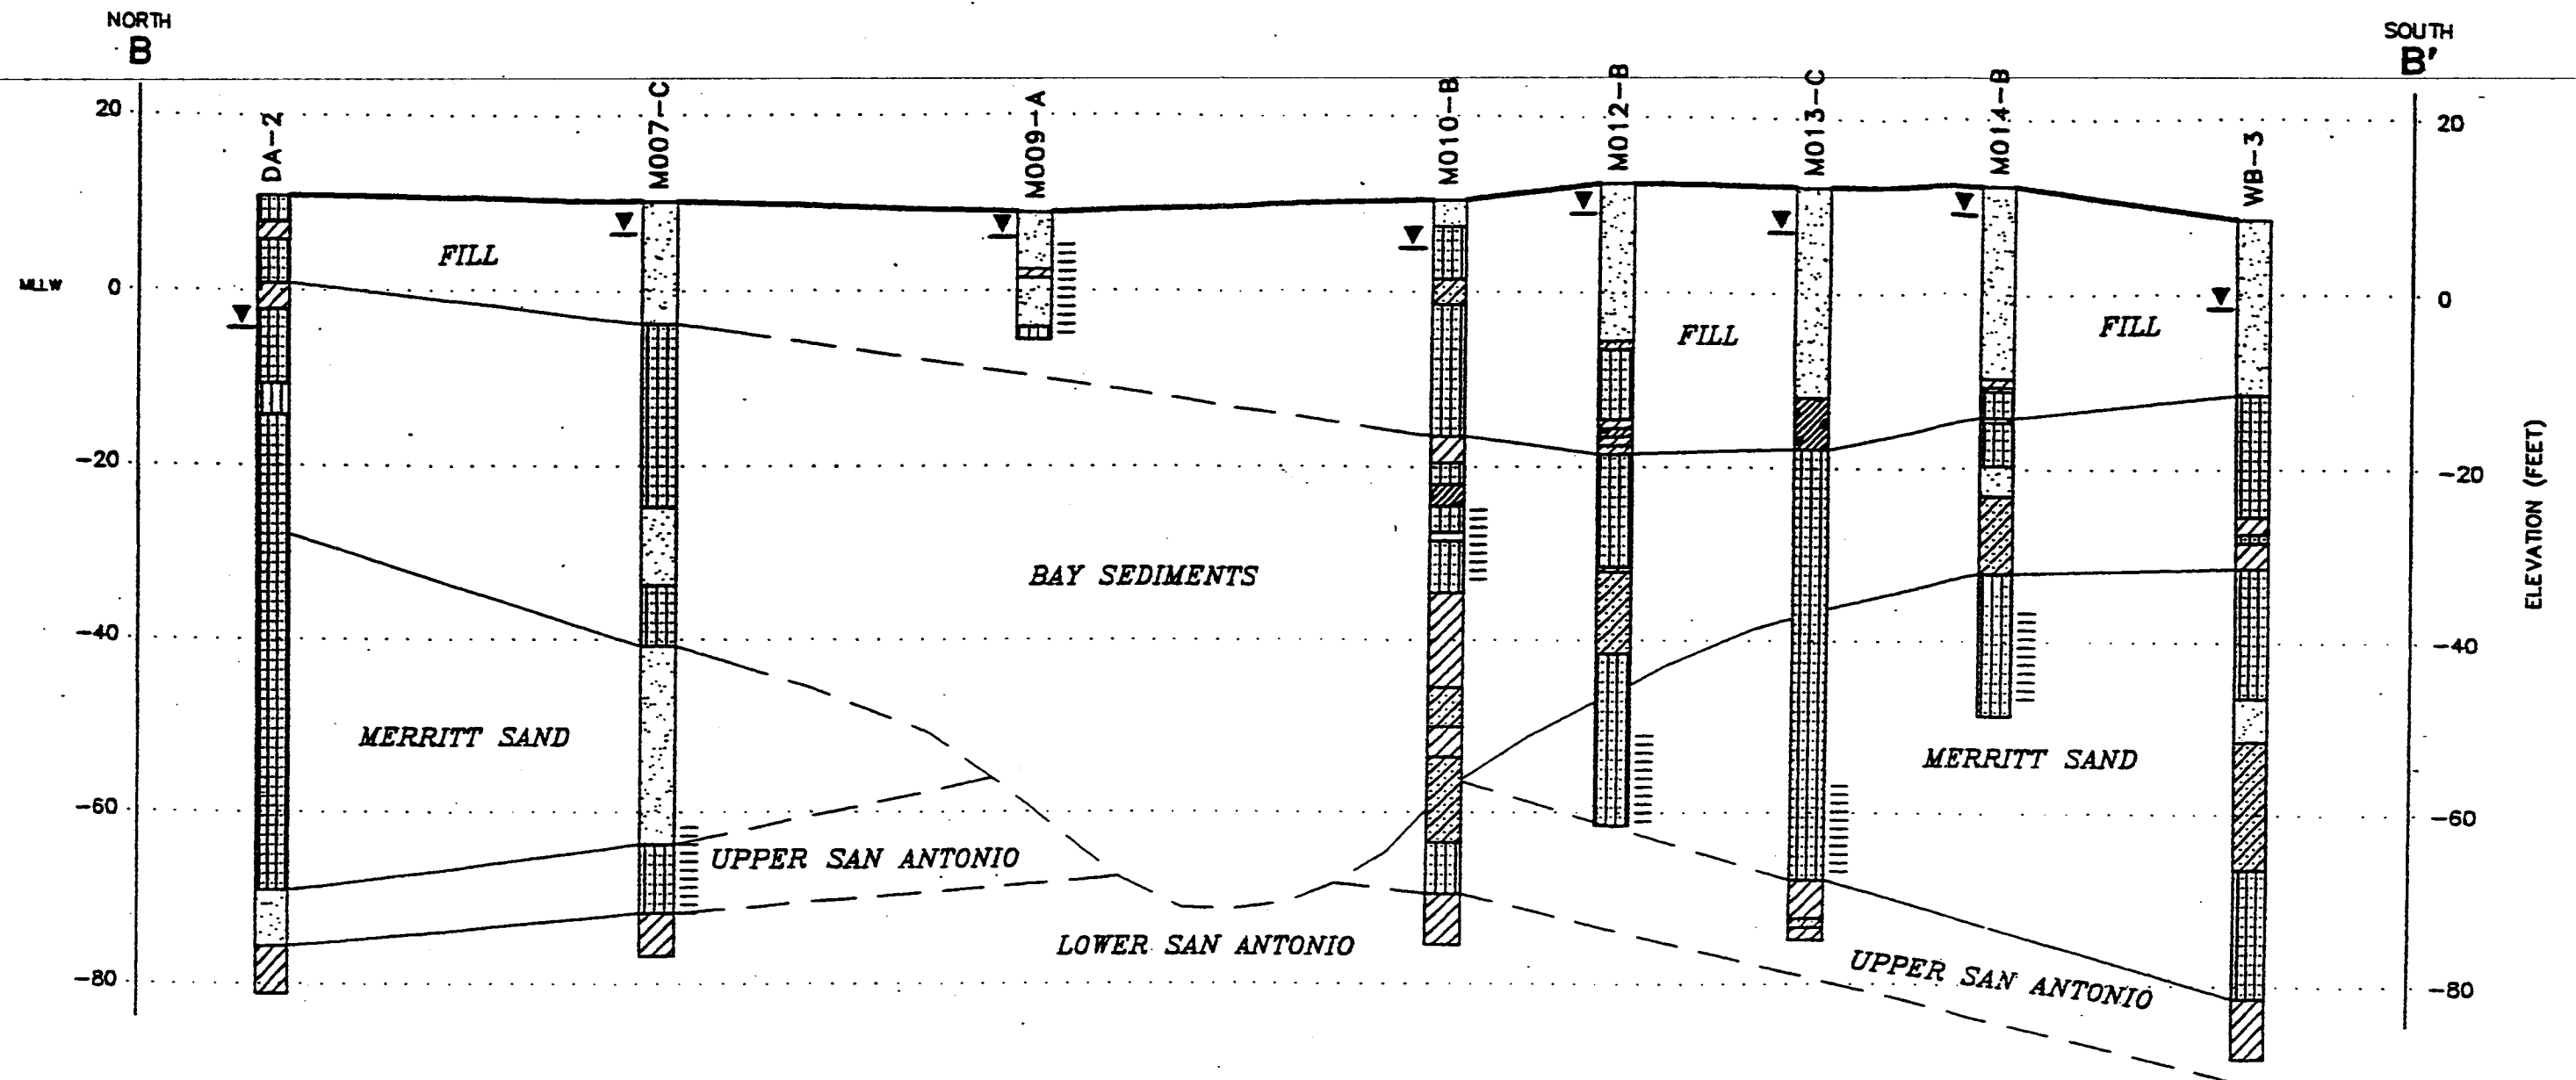 NORTH
B
SOUTH
B'
DA-2
M007-C
M009-A
M010-B
M012-B
M013-C
M014-B
WB-3
20
20
FILL
MLLW
0
0
FILL
FILL
-20
-20
ELEVATION (FEET)
BAY SEDIMENTS
-40
-40
MERRITT SAND
MERRITT SAND
-60
-60
UPPER SAN ANTONIO
LOWER SAN ANTONIO
UPPER SAN ANTONIO
-80
-80